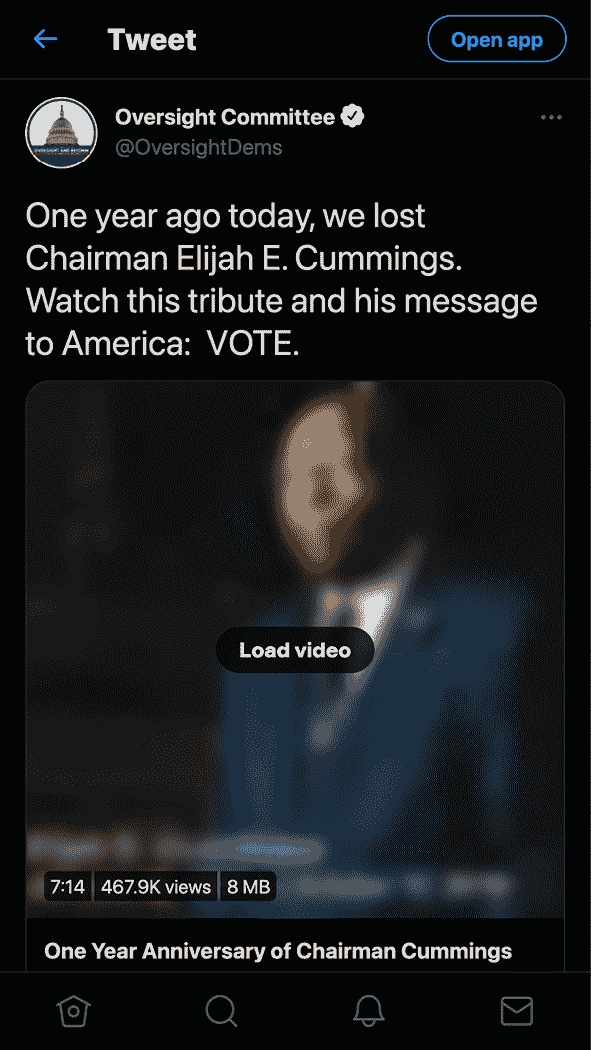 Tweet
Open app
Oversight Committee
@OversightDems
One year ago today, we lost
Chairman Elijah E. Cummings.
Watch this tribute and his message
to America:  VOTE.
Load video
7:14
467.9K views
8 MB
One Year Anniversary of Chairman Cummings